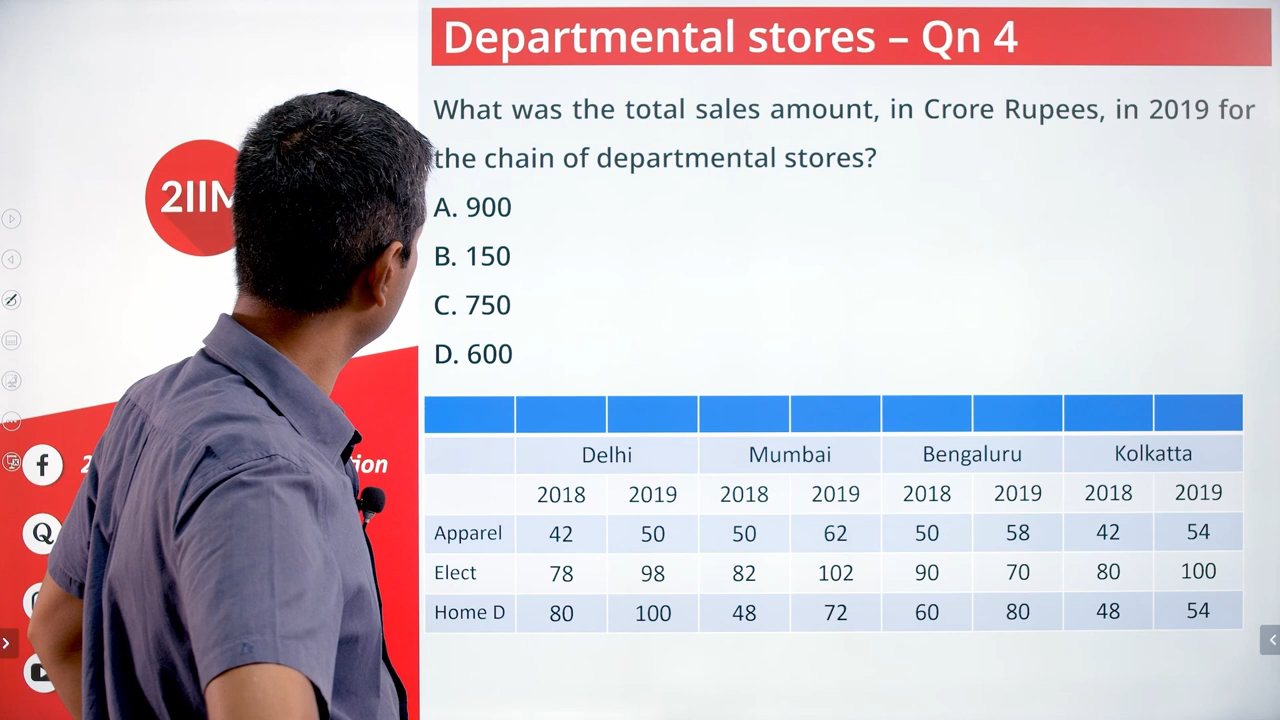 Departmental stores – Qn 4
What was the total sales amount, in Crore Rupees, in 2019 for
the chain of departmental stores?
A. 900
B. 150
C. 750
D. 600
2IIM
Delhi Mumbai Bengaluru Kolkatta
2018 2019 2018 2019 2018 2019 2018 2019
Apparel 42 50 50 62 50 58 42 54
Elect 78 98 82 102 90 70 80 100
Home D 80 100 48 72 60 80 48 54